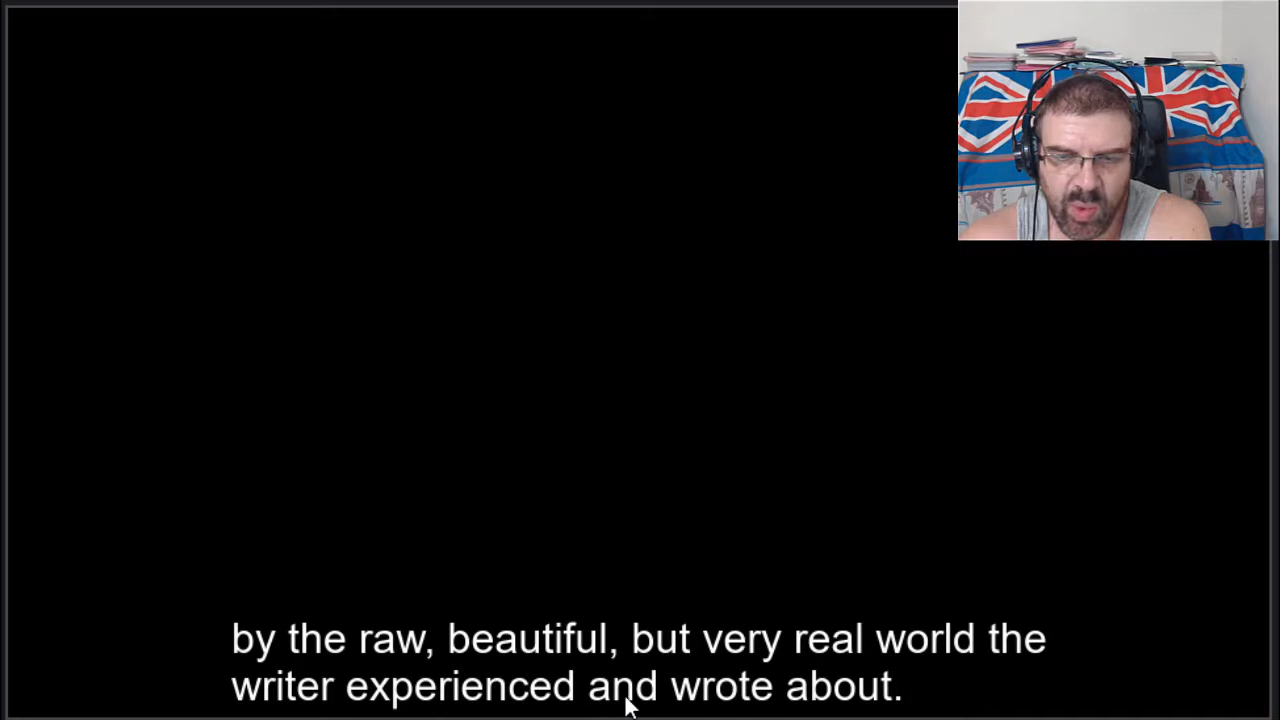 by the raw, beautiful, but very real world the
writer experienced and wrote about.